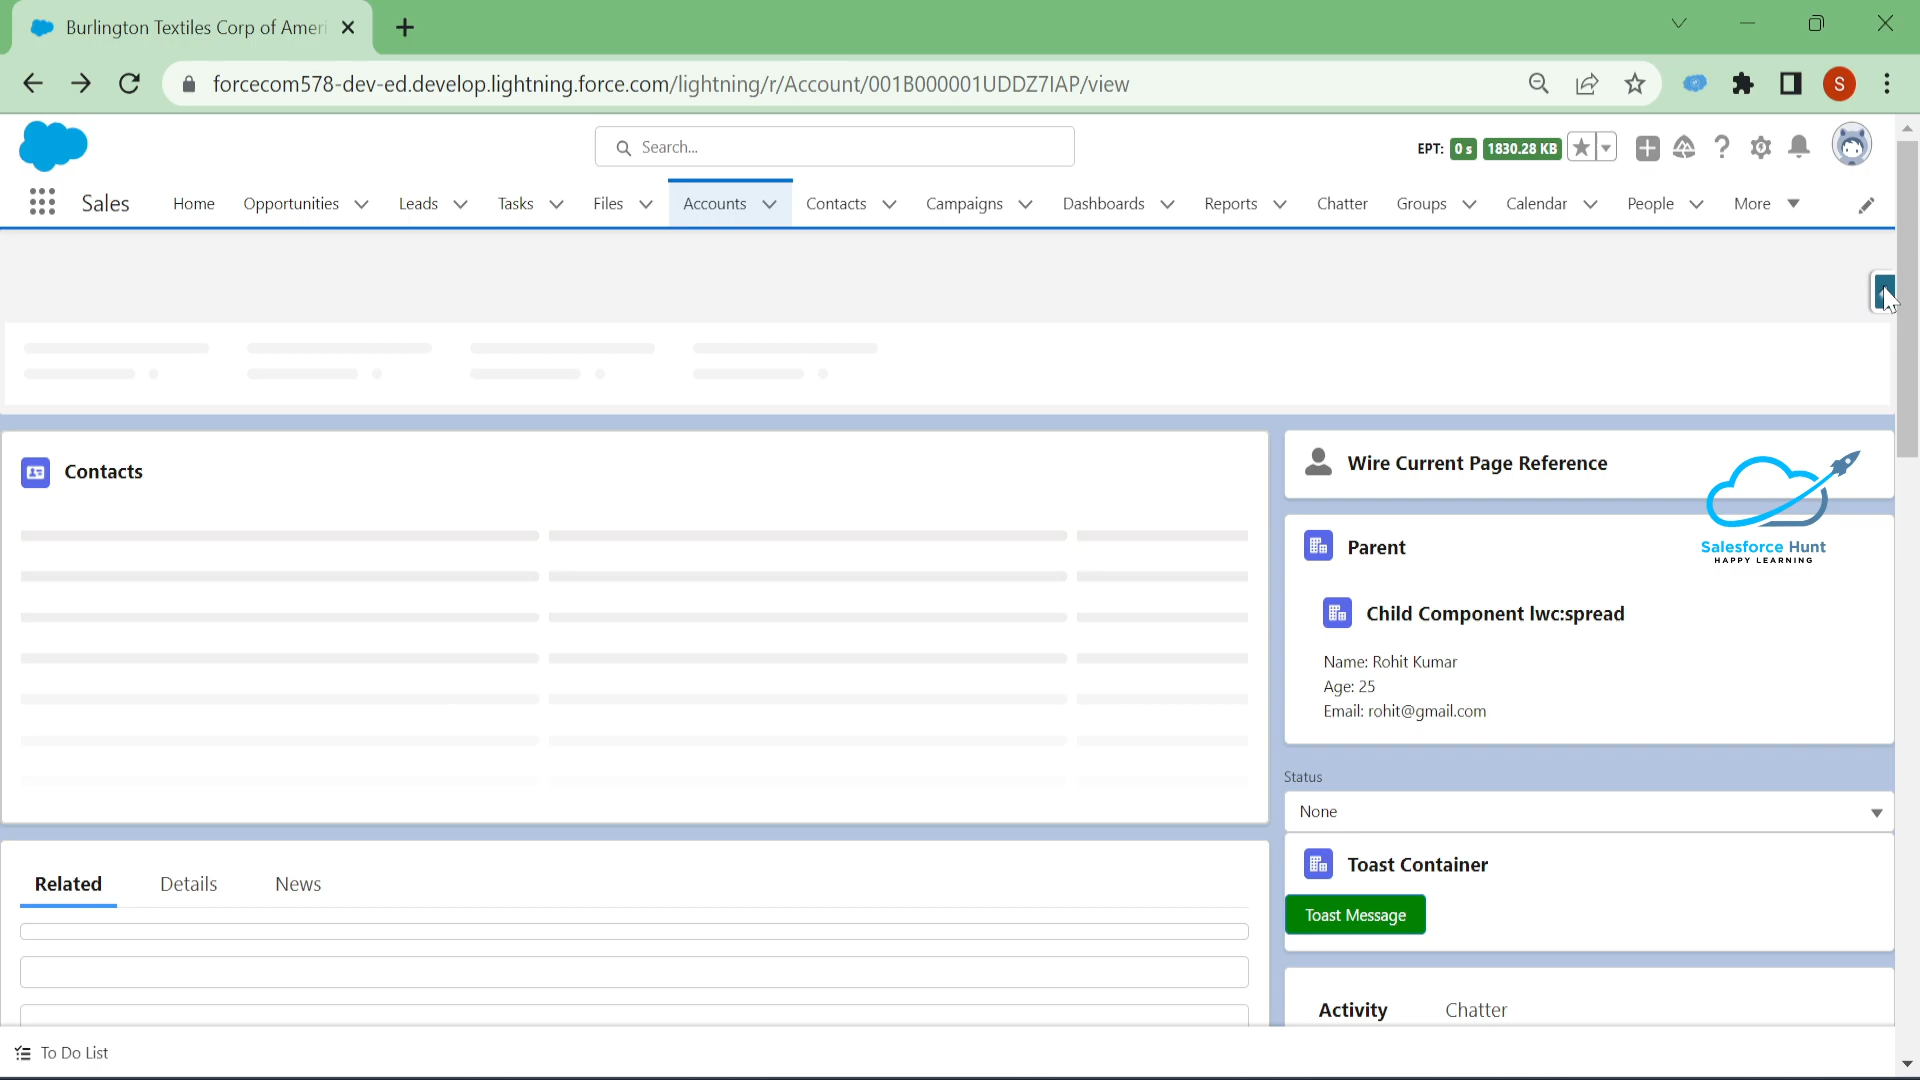 Burlington Textiles Corp of Ameri
forcecom578-dev-ed.develop.lightning.force.com/lightning/r/Account/001B000001UDDZ7IAP/view
S
Search...
EPT: 0 s 1830.28 KB
Sales Home Opportunities Leads Tasks Files Accounts Contacts Campaigns Dashboards Reports Chatter Groups Calendar People More
Contacts
Wire Current Page Reference
Salesforce Hunt
HAPPY LEARNING
Parent
Child Component lwc:spread
Name: Rohit Kumar
Age: 25
Email: rohit@gmail.com
Status
None
Toast Container
Toast Message
Related Details News
Activity Chatter
To Do List